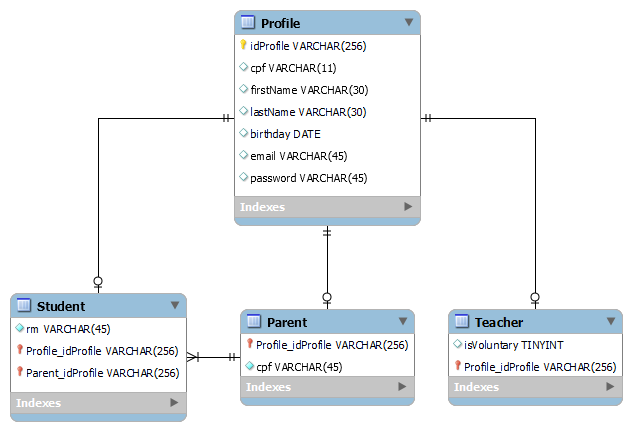 Profile
idProfile VARCHAR(256)
cpf VARCHAR(11)
firstName VARCHAR(30)
lastName VARCHAR(30)
birthday DATE
email VARCHAR(45)
password VARCHAR(45)
Indexes
Student
rm VARCHAR(45)
Profile_idProfile VARCHAR(256)
Parent_idProfile VARCHAR(256)
Indexes
Parent
Profile_idProfile VARCHAR(256)
cpf VARCHAR(45)
Indexes
Teacher
isVoluntary TINYINT
Profile_idProfile VARCHAR(256)
Indexes